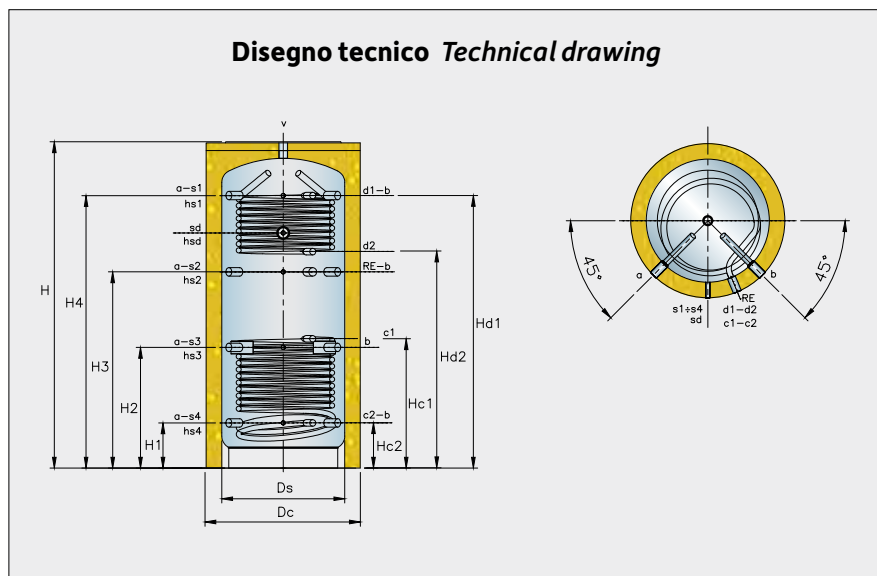 Disegno tecnico Technical drawing
v
a-s1
hs1
d1-b
sd
hsd
d2
a-s2
hs2
RE-b
c1
a-s3
hs3
b
a-s4
hs4
c2-b
H
H4
H3
H2
H1
Hc2
Hc1
Hd2
Hd1
Ds
Dc
45°
45°
a
b
RE
s1÷s4
sd
d1-d2
c1-c2